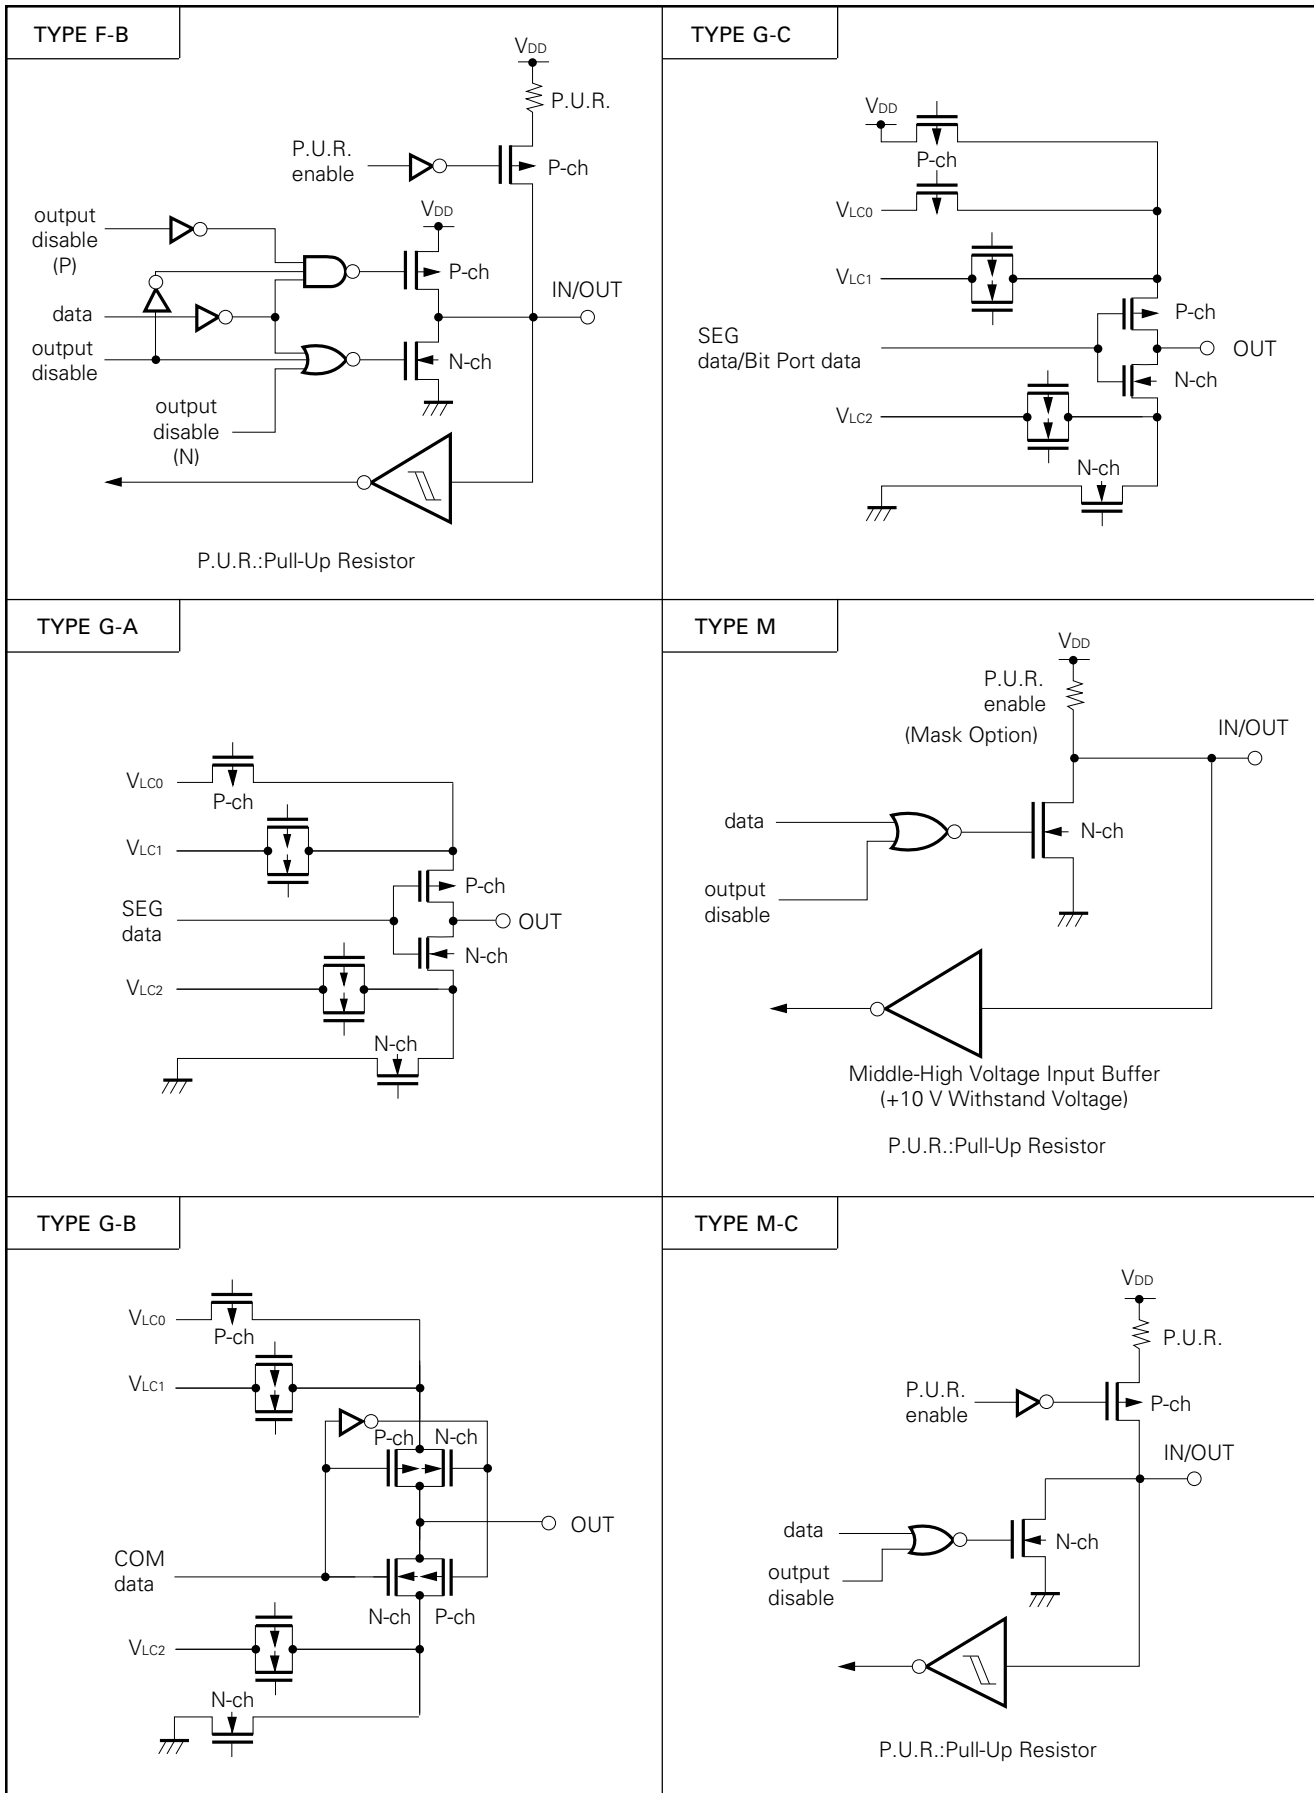 TYPE F-B
VDD
P.U.R.
P.U.R.
enable
P-ch
output
disable
(P)
VDD
P-ch
IN/OUT
data
output
disable
N-ch
output
disable
(N)
P.U.R.:Pull-Up Resistor
TYPE G-C
VDD
P-ch
VLC0
VLC1
P-ch
SEG
data/Bit Port data
OUT
N-ch
VLC2
N-ch
TYPE G-A
VLC0
P-ch
VLC1
P-ch
SEG
data
OUT
N-ch
VLC2
N-ch
TYPE M
VDD
P.U.R.
enable
(Mask Option)
IN/OUT
data
N-ch
output
disable
Middle-High Voltage Input Buffer
(+10 V Withstand Voltage)
P.U.R.:Pull-Up Resistor
TYPE G-B
VLC0
P-ch
VLC1
P-ch N-ch
OUT
COM
data
N-ch P-ch
VLC2
N-ch
TYPE M-C
VDD
P.U.R.
P.U.R.
enable
P-ch
IN/OUT
data
N-ch
output
disable
P.U.R.:Pull-Up Resistor